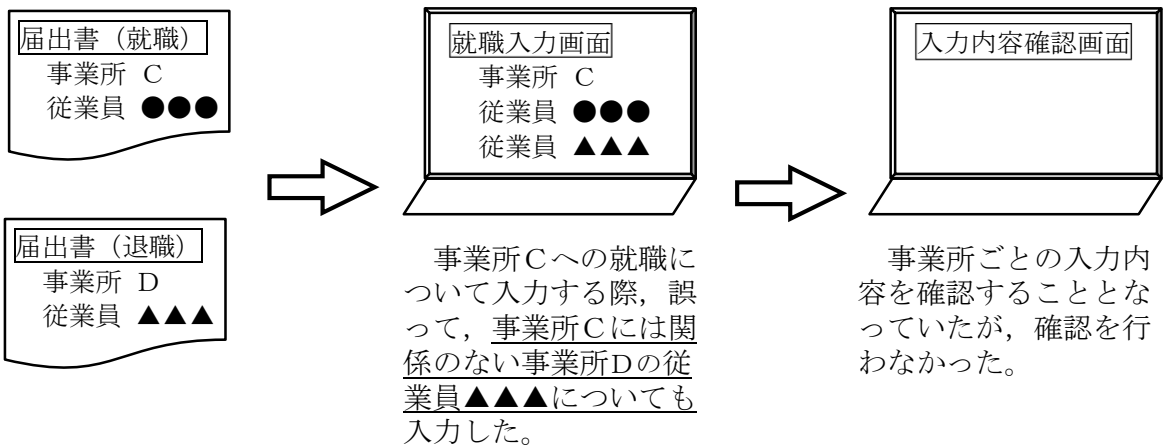 届出書（就職）
事業所 C
従業員 ●●●
届出書（退職）
事業所 D
従業員 ▲▲▲
就職入力画面
事業所 C
従業員 ●●●
従業員 ▲▲▲
事業所Cへの就職に
ついて入力する際，誤
って，事業所Cには関
係のない事業所Dの従
業員▲▲▲についても
入力した。
入力内容確認画面
事業所ごとの入力内
容を確認することとな
っていたが，確認を行
わなかった。